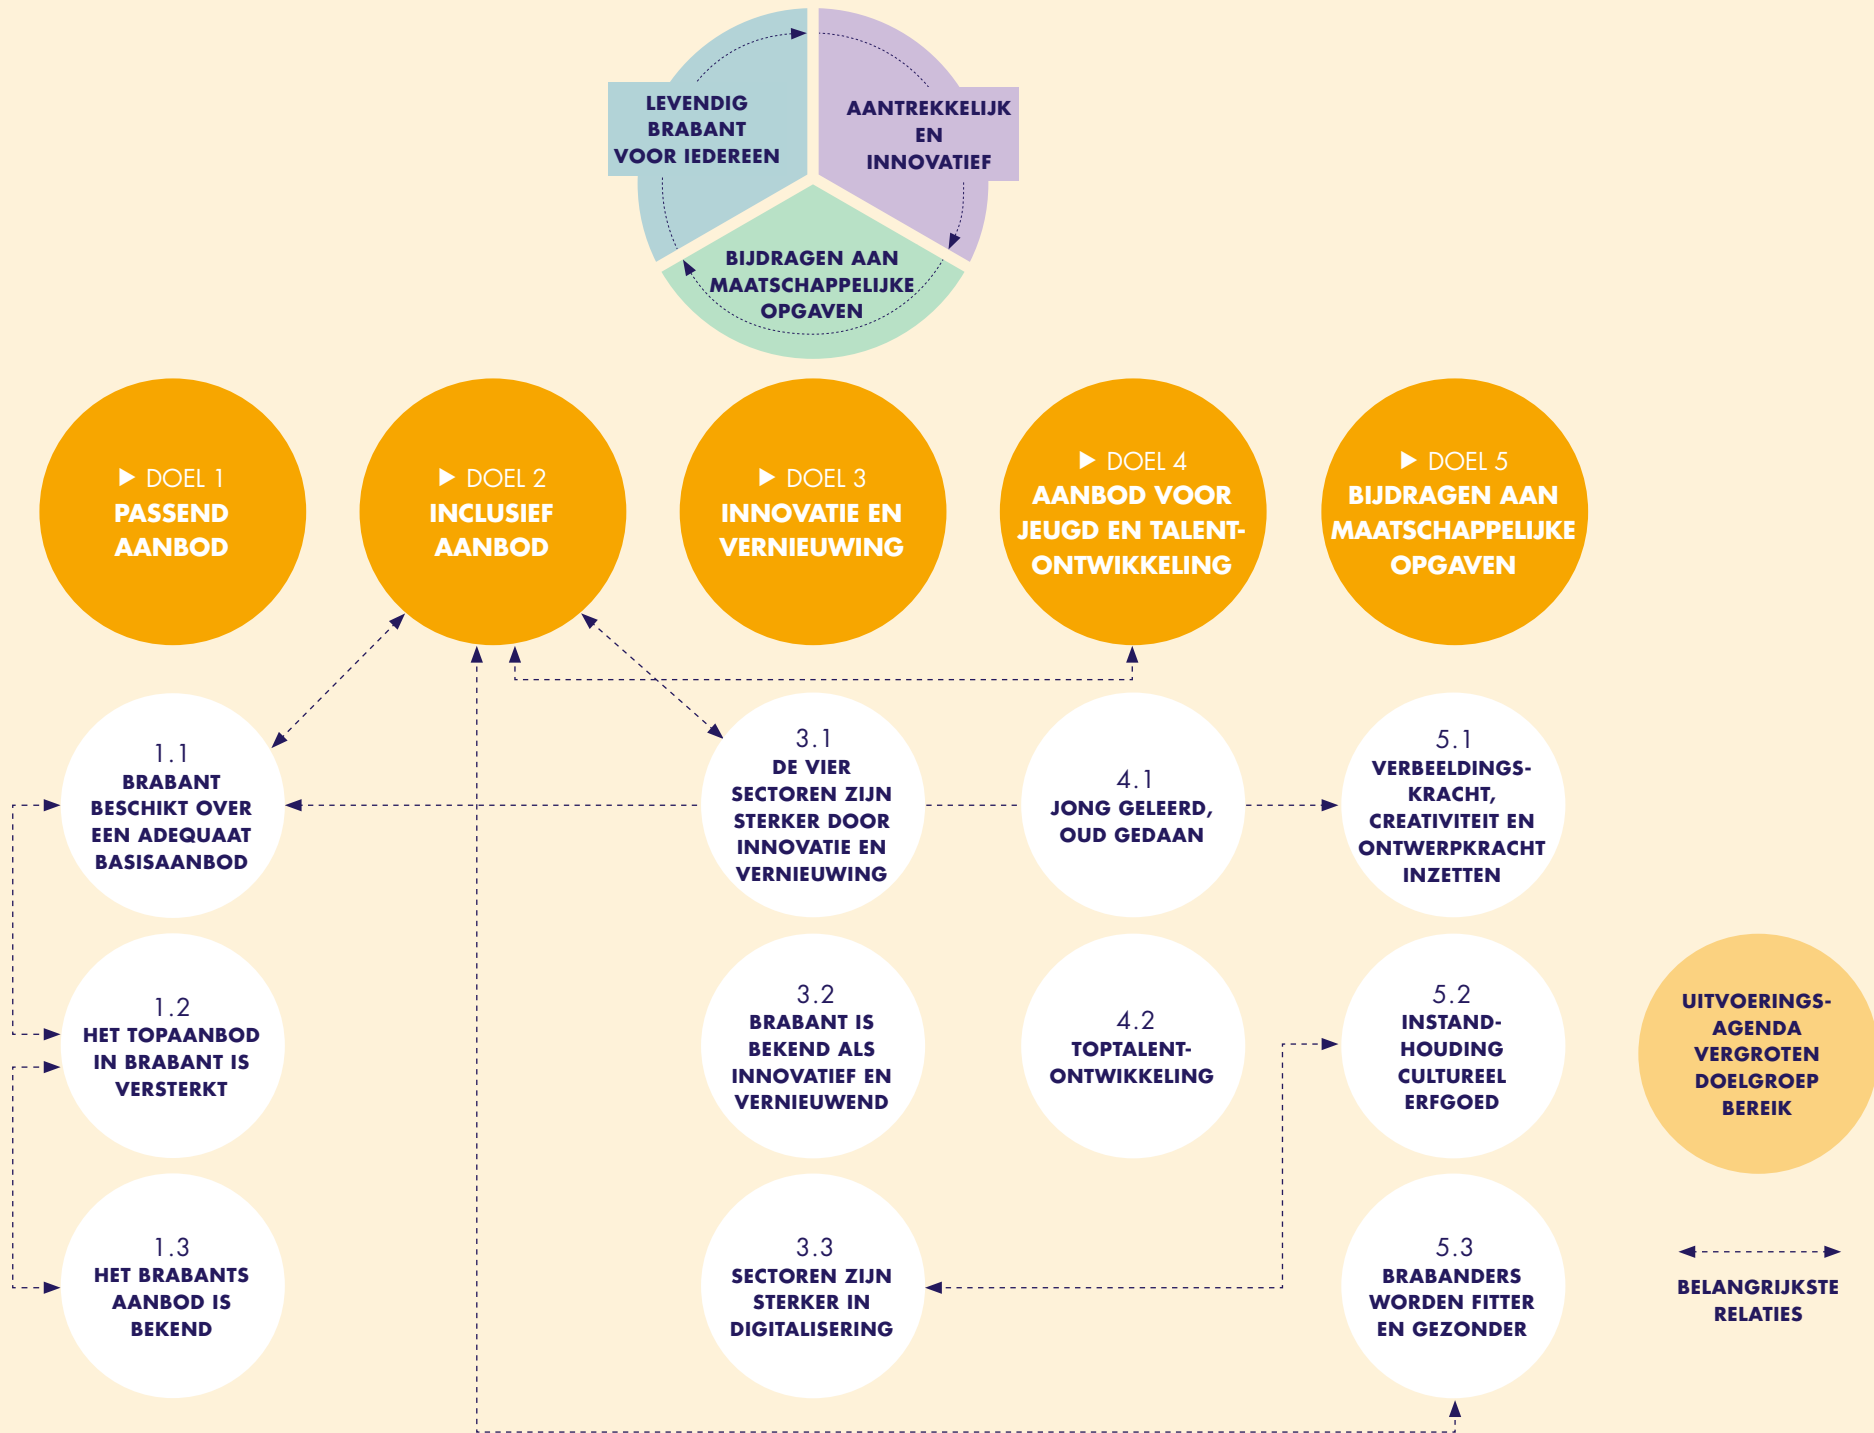 LEVENDIG
BRABANT
VOOR IEDEREEN
AANTREKKELIJK
EN
INNOVATIEF
BIJDRAGEN AAN
MAATSCHAPPELIJKE
OPGAVEN
▶ DOEL 1
PASSEND
AANBOD
▶ DOEL 2
INCLUSIEF
AANBOD
▶ DOEL 3
INNOVATIE EN
VERNIEUWING
▶ DOEL 4
AANBOD VOOR
JEUGD EN TALENT-
ONTWIKKELING
▶ DOEL 5
BIJDRAGEN AAN
MAATSCHAPPELIJKE
OPGAVEN
1.1
BRABANT
BESCHIKT OVER
EEN ADEQUAAT
BASISAANBOD
3.1
DE VIER
SECTOREN ZIJN
STERKER DOOR
INNOVATIE EN
VERNIEUWING
4.1
JONG GELEERD,
OUD GEDAAN
5.1
VERBEELDINGS-
KRACHT,
CREATIVITEIT EN
ONTWERPKRACHT
INZETTEN
1.2
HET TOPAANBOD
IN BRABANT IS
VERSTERKT
3.2
BRABANT IS
BEKEND ALS
INNOVATIEF EN
VERNIEUWEND
4.2
TOPTALENT-
ONTWIKKELING
5.2
INSTAND-
HOUDING
CULTUREEL
ERFGOED
UITVOERINGS-
AGENDA
VERGROTEN
DOELGROEP
BEREIK
1.3
HET BRABANTS
AANBOD IS
BEKEND
3.3
SECTOREN ZIJN
STERKER IN
DIGITALISERING
5.3
BRABANDERS
WORDEN FITTER
EN GEZONDER
BELANGRIJKSTE
RELATIES